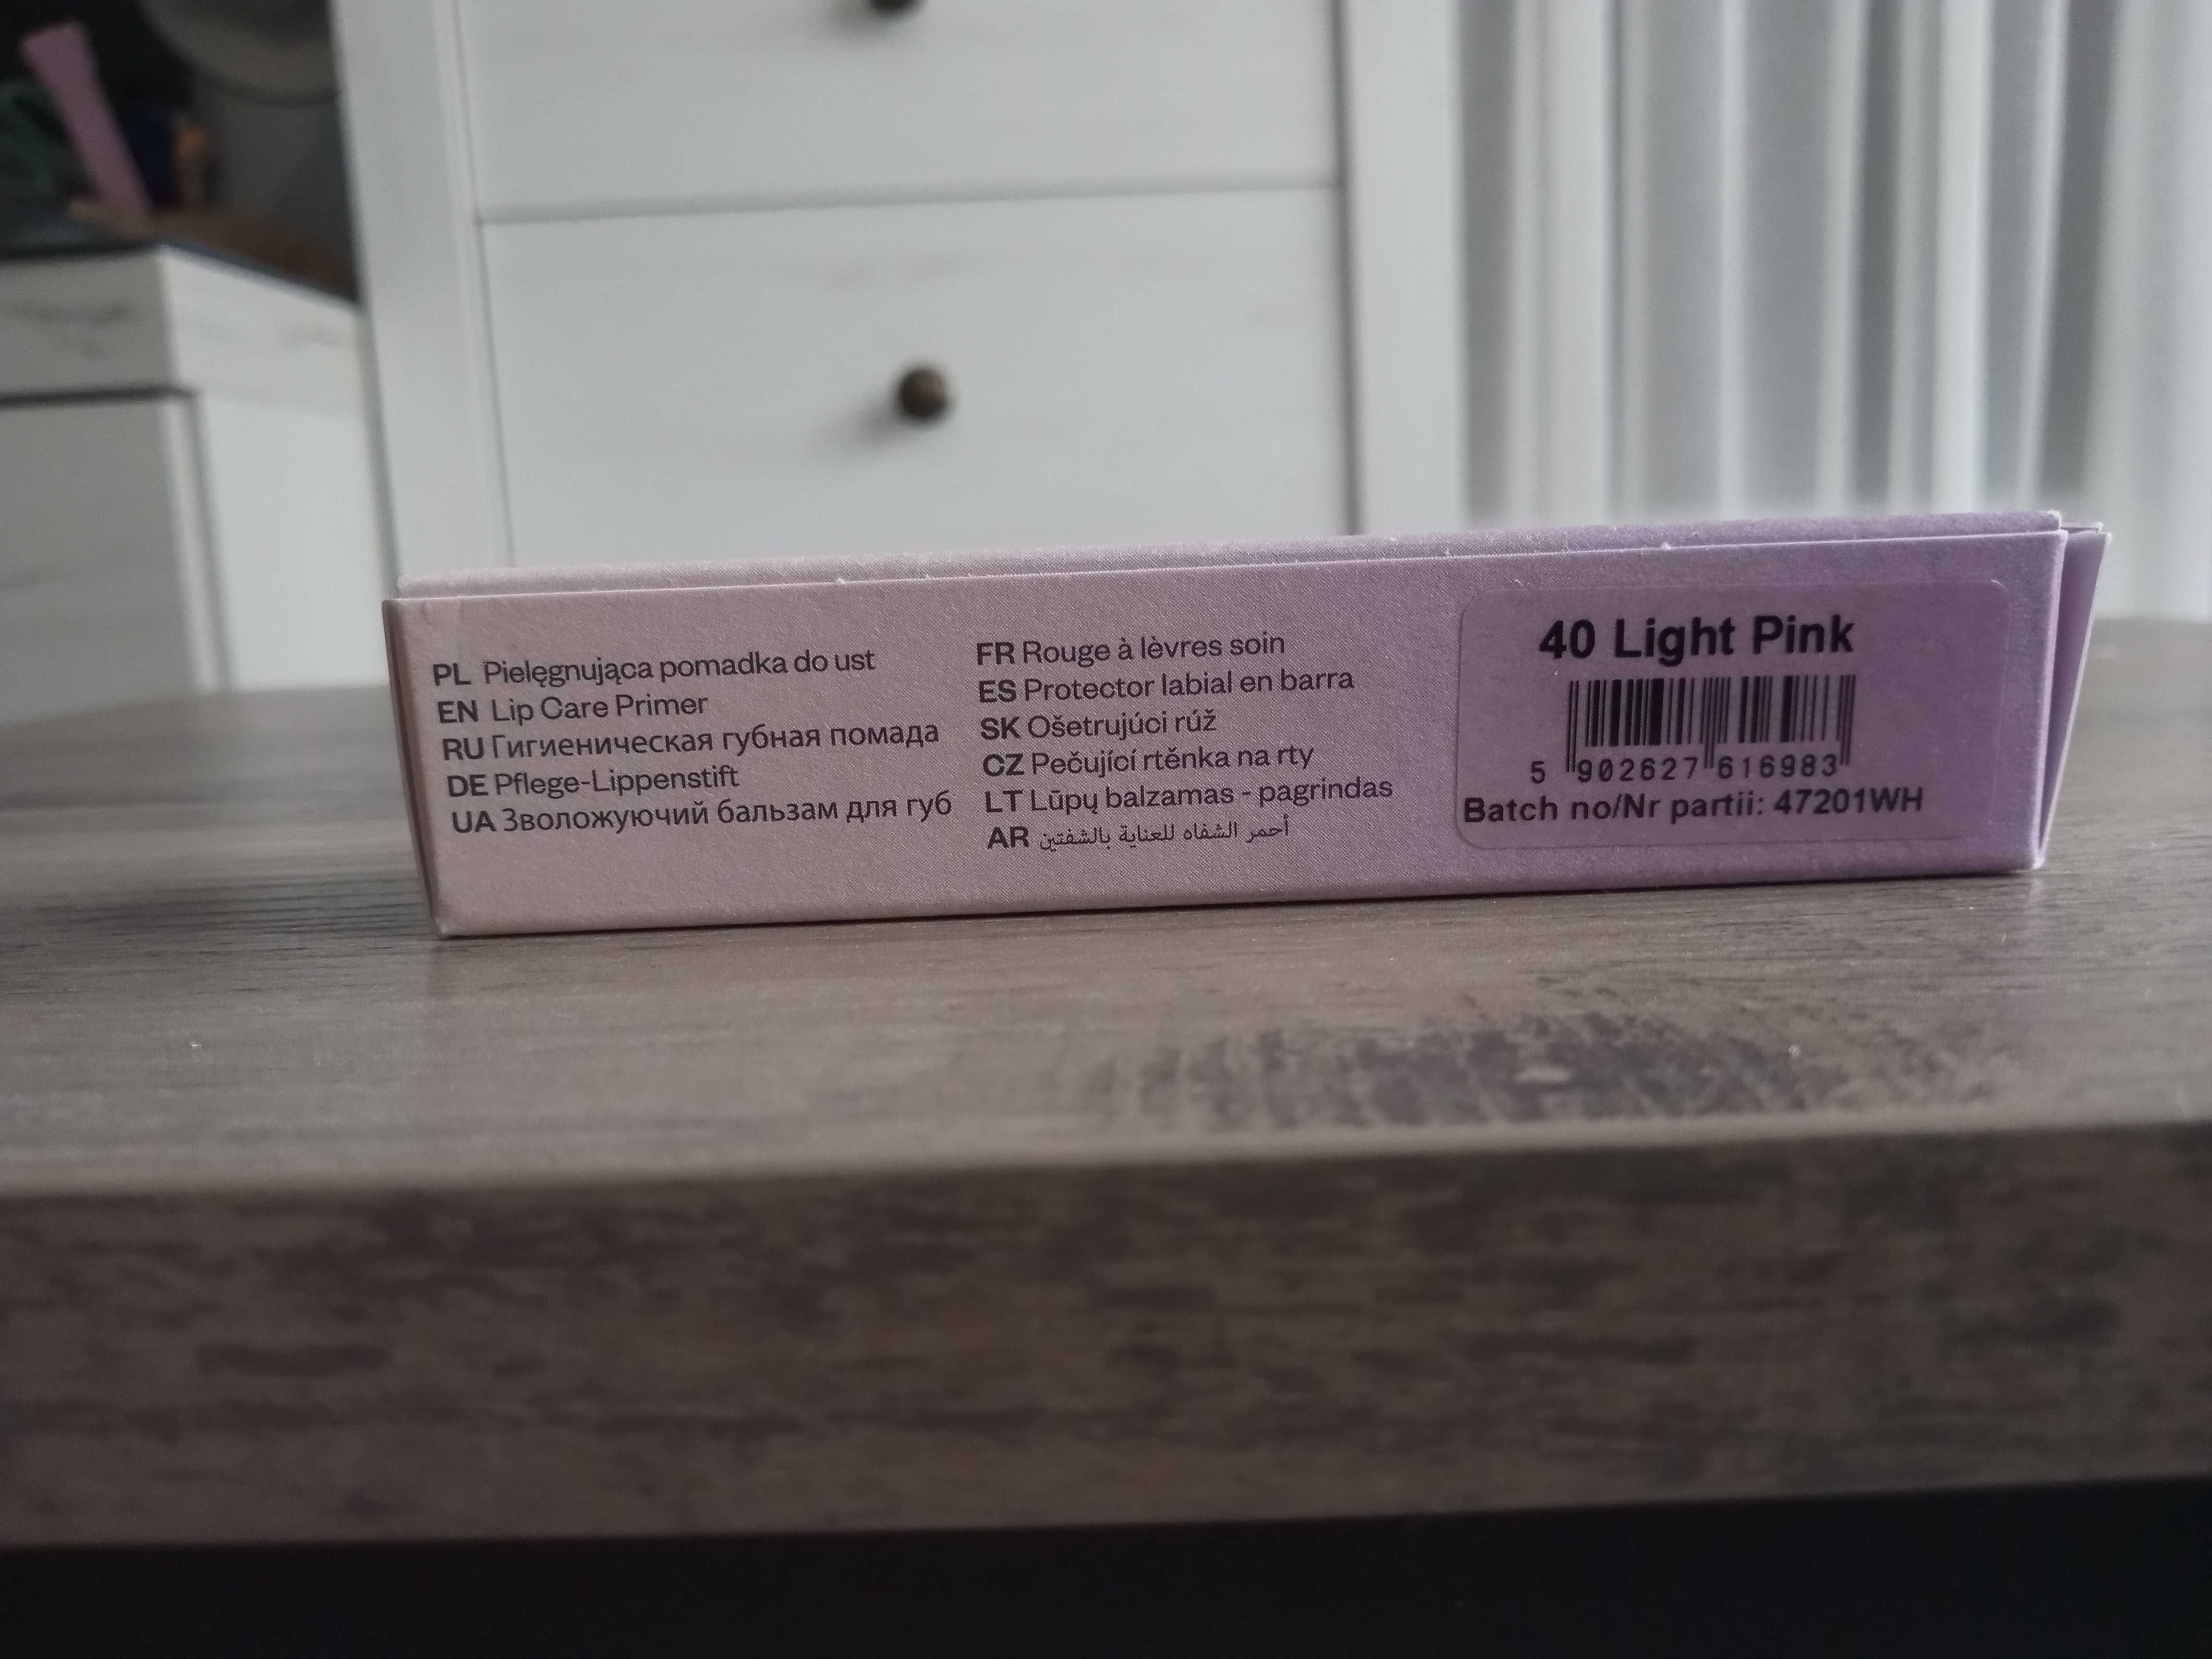 PL Pielęgnująca pomadka do ust
EN Lip Care Primer
RU Гигиеническая губная помада
DE Pflege-Lippenstift
UA Зволожуючий бальзам для губ
FR Rouge à lèvres soin
ES Protector labial en barra
SK Ošetrujúci rúž
CZ Pečující rtěnka na rty
LT Lūpų balzamas - pagrindas
AR أحمر الشفاه للعناية بالشفتين
40 Light Pink
5 902627 616983
Batch no/Nr partii: 47201WH